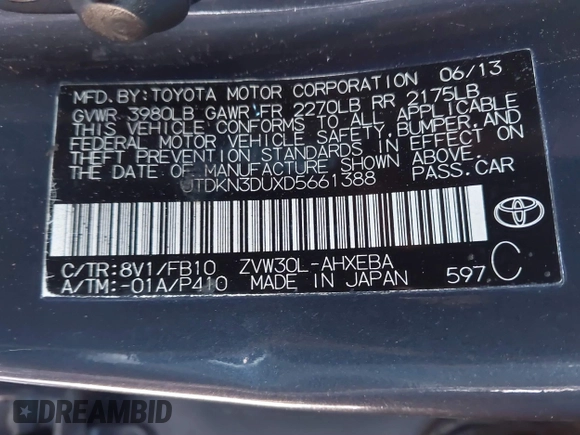 MFD.BY:TOYOTA MOTOR CORPORATION 06/13
GVWR 3980LB GAWR FR 2270LB RR 2175LB
THIS VEHICLE CONFORMS TO ALL APPLICABLE
FEDERAL MOTOR VEHICLE SAFETY,BUMPER,AND
THEFT PREVENTION STANDARDS IN EFFECT ON
THE DATE OF MANUFACTURE SHOWN ABOVE.
JTDKN3DUXD5661388 PASS.CAR
C/TR:8V1/FB10 ZVW30L-AHXEBA
A/TM:-01A/P410 MADE IN JAPAN 597 C
DREAMBID